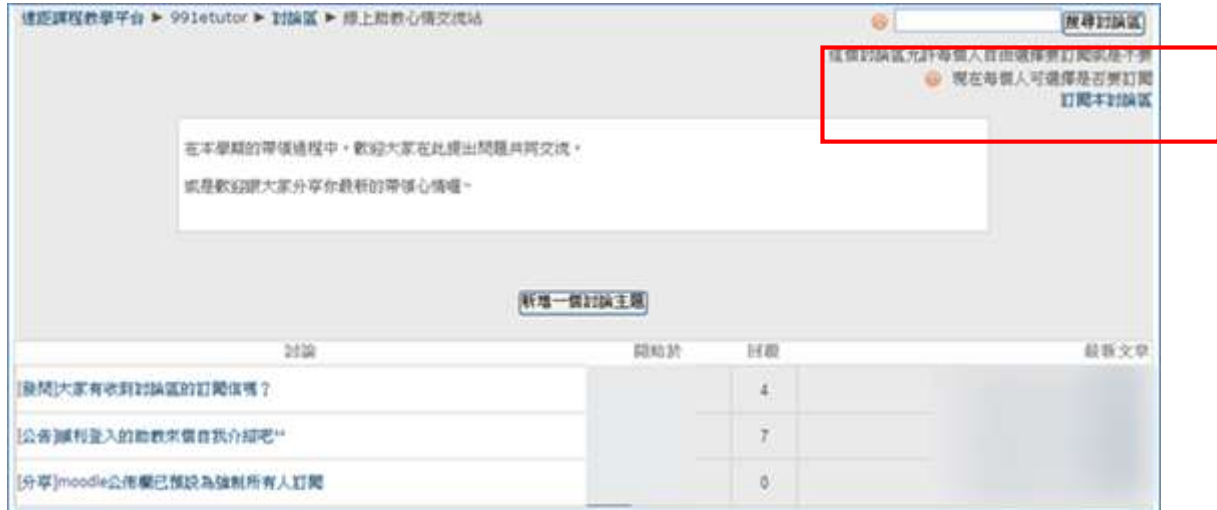 遠距課程教學平台 ► 991etutor ► 討論區 ► 線上助教心情交流站
搜尋討論區
這個討論區允許每個人自由選擇要訂閱或是不要
現在每個人可選擇是否要訂閱
訂閱本討論區
在本學期的帶領過程中，歡迎大家在此提出問題共同交流。
或是歡迎跟大家分享你最新的帶領心情喔~
新增一個討論主題
討論 開始於 回覆 最新文章
[發問]大家有收到討論區的訂閱信嗎？ 4
[公告]順利登入的助教來個自我介紹吧^^ 7
[分享]moodle公佈欄已預設為強制所有人訂閱 0